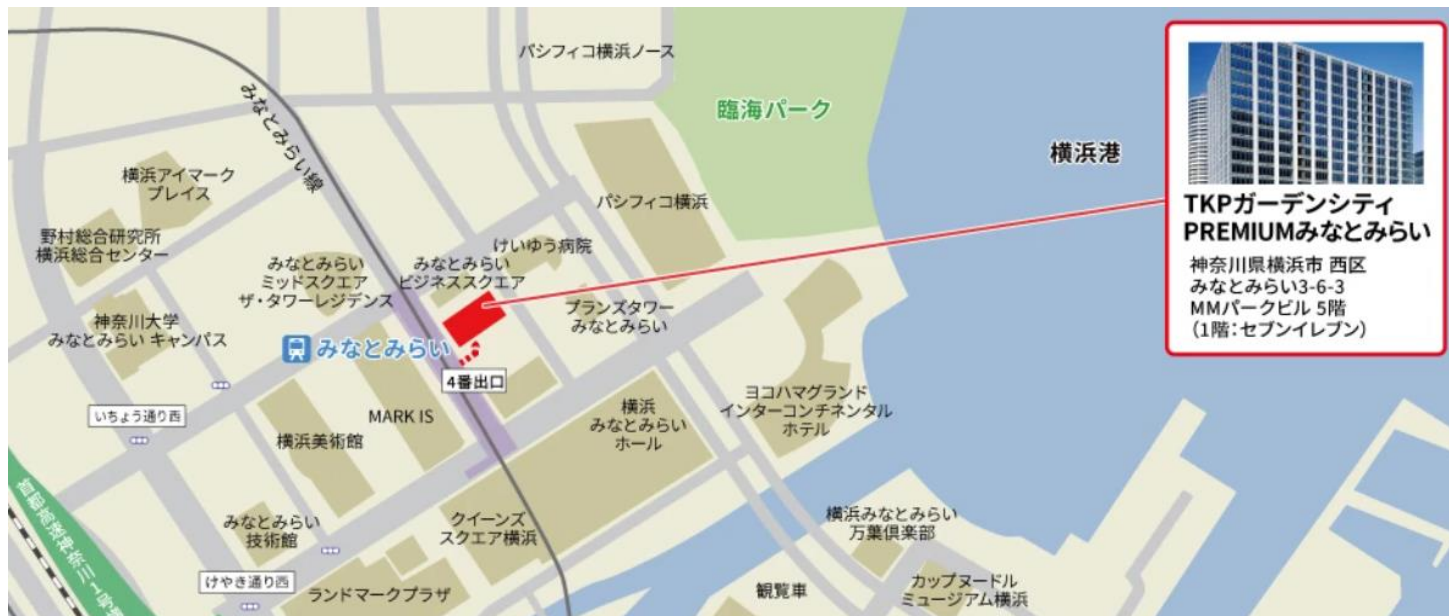 パシフィコ横浜ノース
臨海パーク
横浜港
みなとみらい線
横浜アイマーク
プレイス
パシフィコ横浜
野村総合研究所
横浜総合センター
みなとみらい
ミッドスクエア
ザ・タワーレジデンス
みなとみらい
ビジネススクエア
けいゆう病院
プランズタワー
みなとみらい
神奈川大学
みなとみらい キャンパス
みなとみらい
4番出口
いちょう通り西
MARK IS
横浜美術館
横浜
みなとみらい
ホール
ヨコハマグランド
インターコンチネンタル
ホテル
みなとみらい
技術館
クイーンズ
スクエア横浜
横浜みなとみらい
万葉倶楽部
けやき通り西
ランドマークプラザ
観覧車
カップヌードル
ミュージアム横浜
首都高速神奈川1号
TKPガーデンシティ
PREMIUMみなとみらい
神奈川県横浜市 西区
みなとみらい3-6-3
MMパークビル 5階
（1階：セブンイレブン）